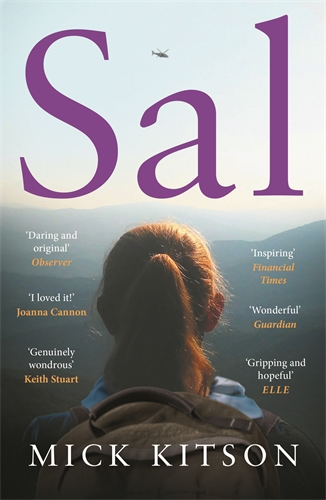 Sal
'Daring and
original'
Observer
'I loved it!'
Joanna Cannon
'Genuinely
wondrous'
Keith Stuart
'Inspiring'
Financial
Times
'Wonderful'
Guardian
'Gripping and
hopeful'
ELLE
MICK KITSON